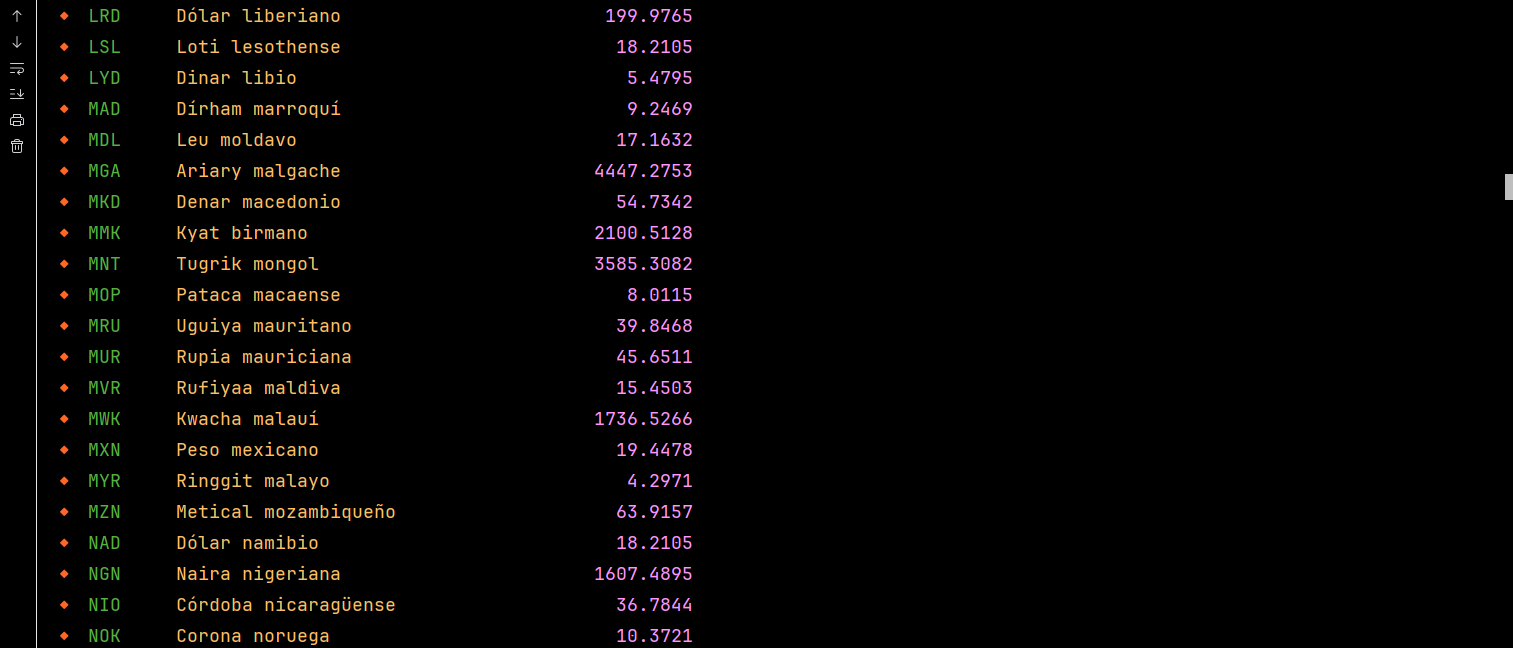 LRD Dólar liberiano 199.9765
LSL Loti lesothense 18.2105
LYD Dinar libio 5.4795
MAD Dírham marroquí 9.2469
MDL Leu moldavo 17.1632
MGA Ariary malgache 4447.2753
MKD Denar macedonio 54.7342
MMK Kyat birmano 2100.5128
MNT Tugrik mongol 3585.3082
MOP Pataca macaense 8.0115
MRU Uguiya mauritano 39.8468
MUR Rupia mauriciana 45.6511
MVR Rufiyaa maldiva 15.4503
MWK Kwacha malauí 1736.5266
MXN Peso mexicano 19.4478
MYR Ringgit malayo 4.2971
MZN Metical mozambiqueño 63.9157
NAD Dólar namibio 18.2105
NGN Naira nigeriana 1607.4895
NIO Córdoba nicaragüense 36.7844
NOK Corona noruega 10.3721